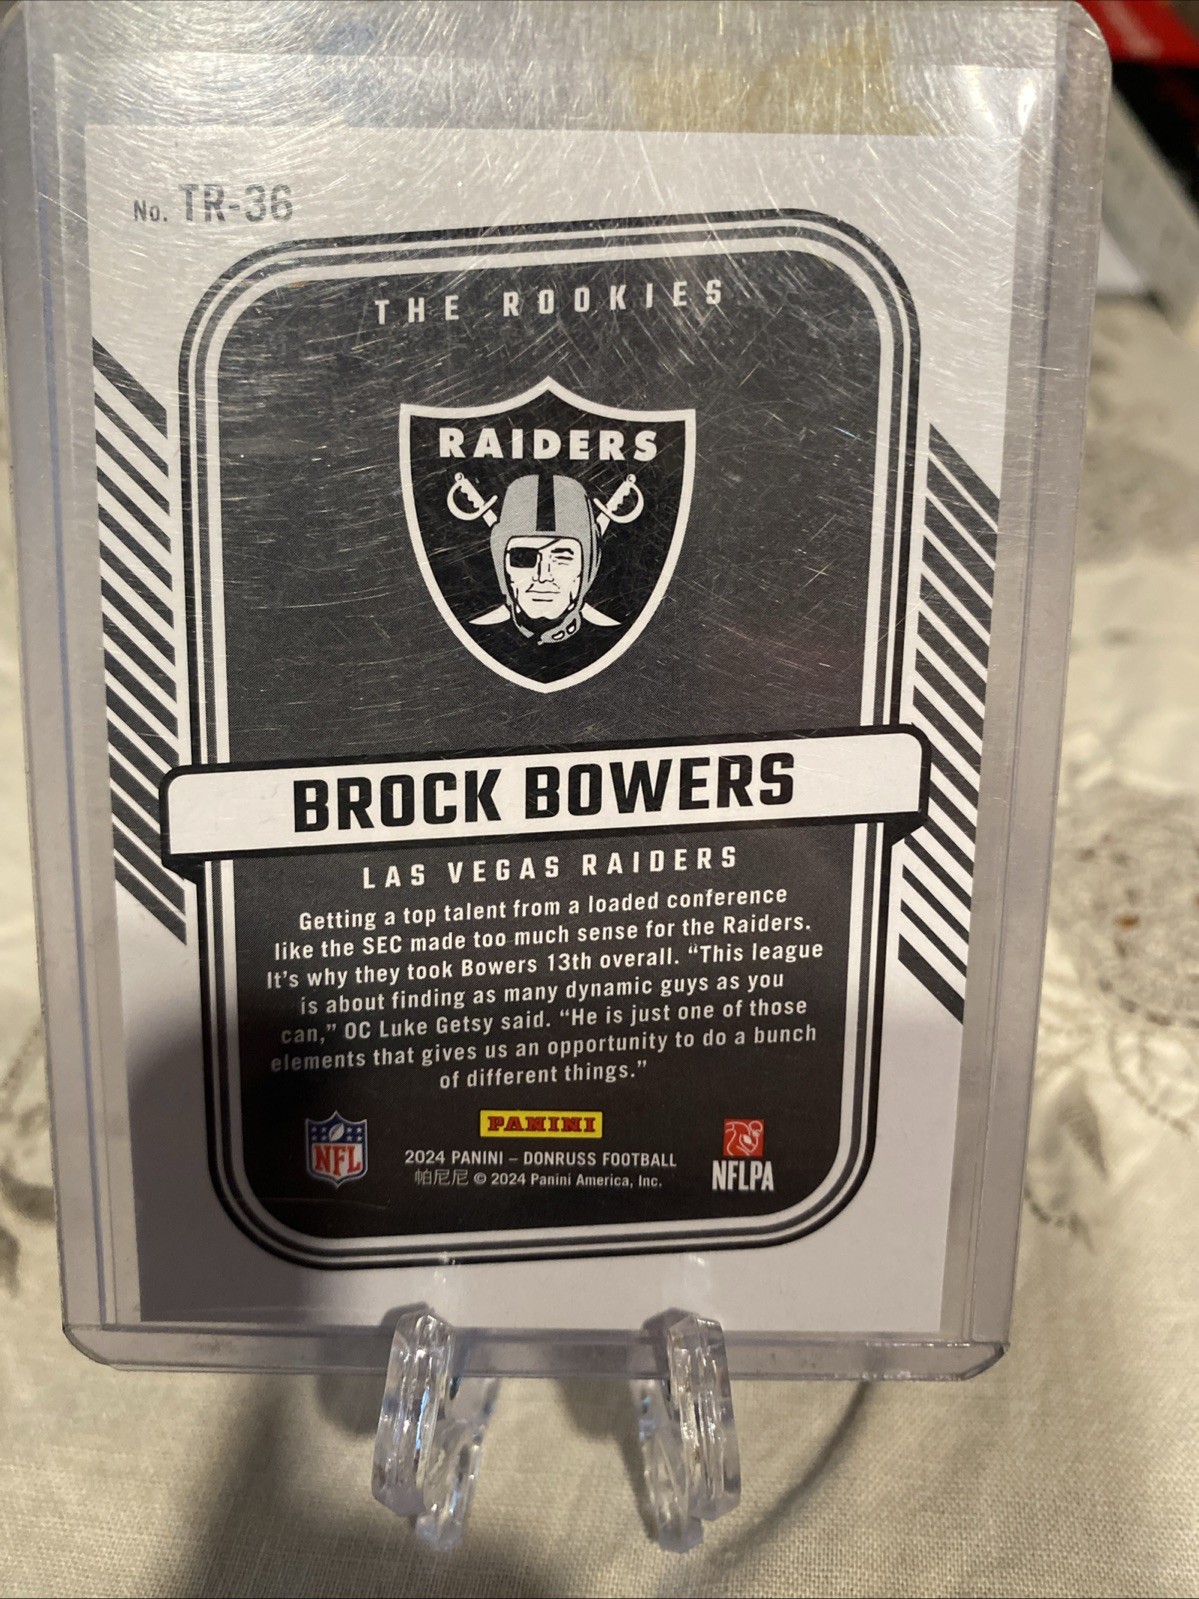 No. TR-36
THE ROOKIES
RAIDERS
BROCK BOWERS
LAS VEGAS RAIDERS
Getting a top talent from a loaded conference
like the SEC made too much sense for the Raiders.
It's why they took Bowers 13th overall. “This league
is about finding as many dynamic guys as you
can,” OC Luke Getsy said. “He is just one of those
elements that gives us an opportunity to do a bunch
of different things.”
PANINI
NFL
2024 PANINI – DONRUSS FOOTBALL
帕尼尼 © 2024 Panini America, Inc.
NFLPA